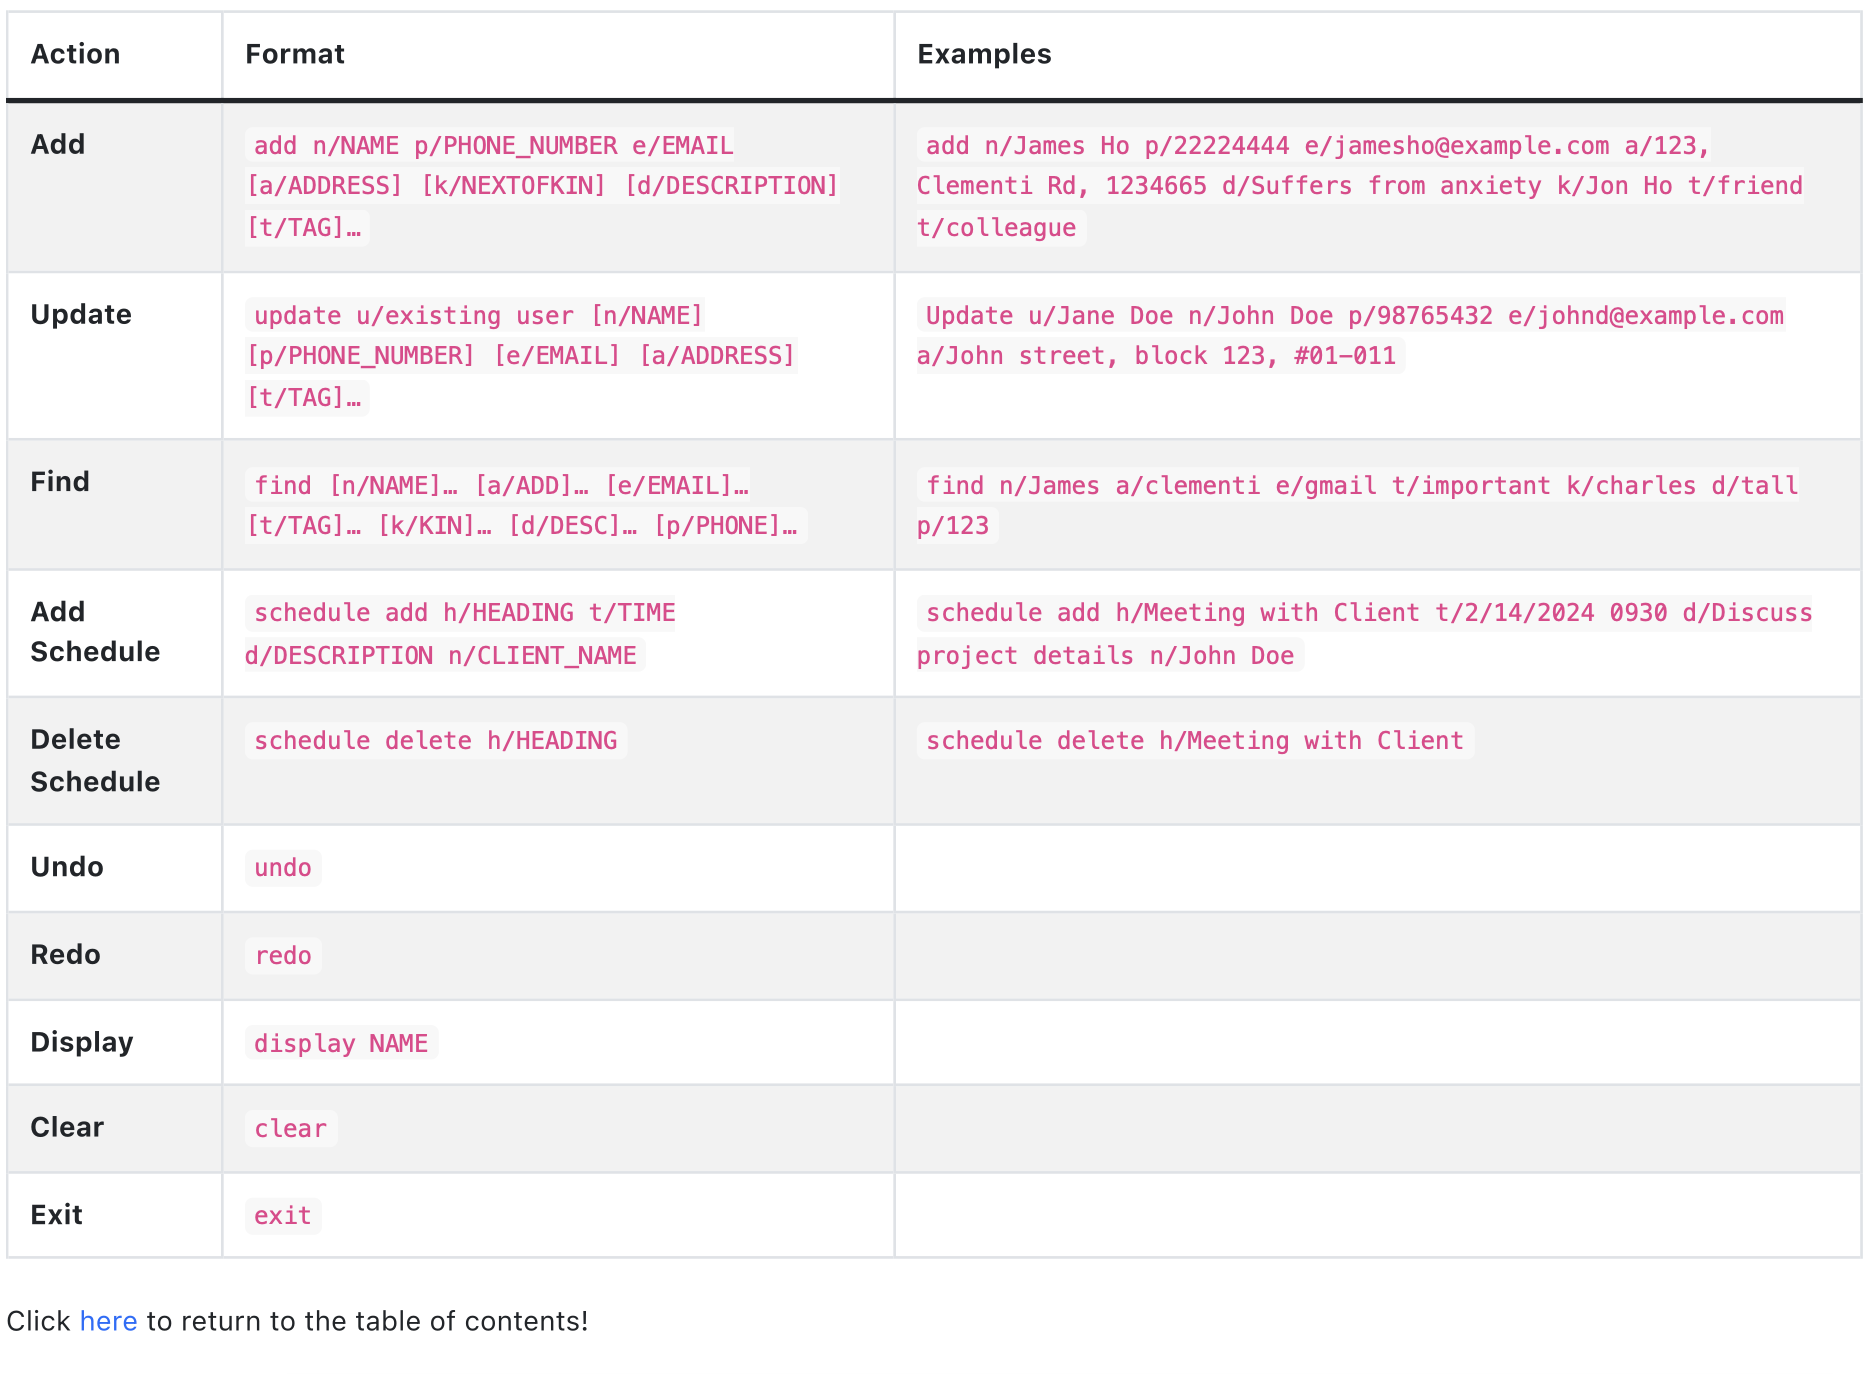 Action Format Examples
Add
add n/NAME p/PHONE_NUMBER e/EMAIL
[a/ADDRESS] [k/NEXTOFKIN] [d/DESCRIPTION]
[t/TAG]…
add n/James Ho p/22224444 e/jamesho@example.com a/123,
Clementi Rd, 1234665 d/Suffers from anxiety k/Jon Ho t/friend
t/colleague
Update
update u/existing user [n/NAME]
[p/PHONE_NUMBER] [e/EMAIL] [a/ADDRESS]
[t/TAG]…
Update u/Jane Doe n/John Doe p/98765432 e/johnd@example.com
a/John street, block 123, #01-011
Find
find [n/NAME]… [a/ADD]… [e/EMAIL]…
[t/TAG]… [k/KIN]… [d/DESC]… [p/PHONE]…
find n/James a/clementi e/gmail t/important k/charles d/tall
p/123
Add
Schedule
schedule add h/HEADING t/TIME
d/DESCRIPTION n/CLIENT_NAME
schedule add h/Meeting with Client t/2/14/2024 0930 d/Discuss
project details n/John Doe
Delete
Schedule
schedule delete h/HEADING
schedule delete h/Meeting with Client
Undo
undo
Redo
redo
Display
display NAME
Clear
clear
Exit
exit
Click here to return to the table of contents!